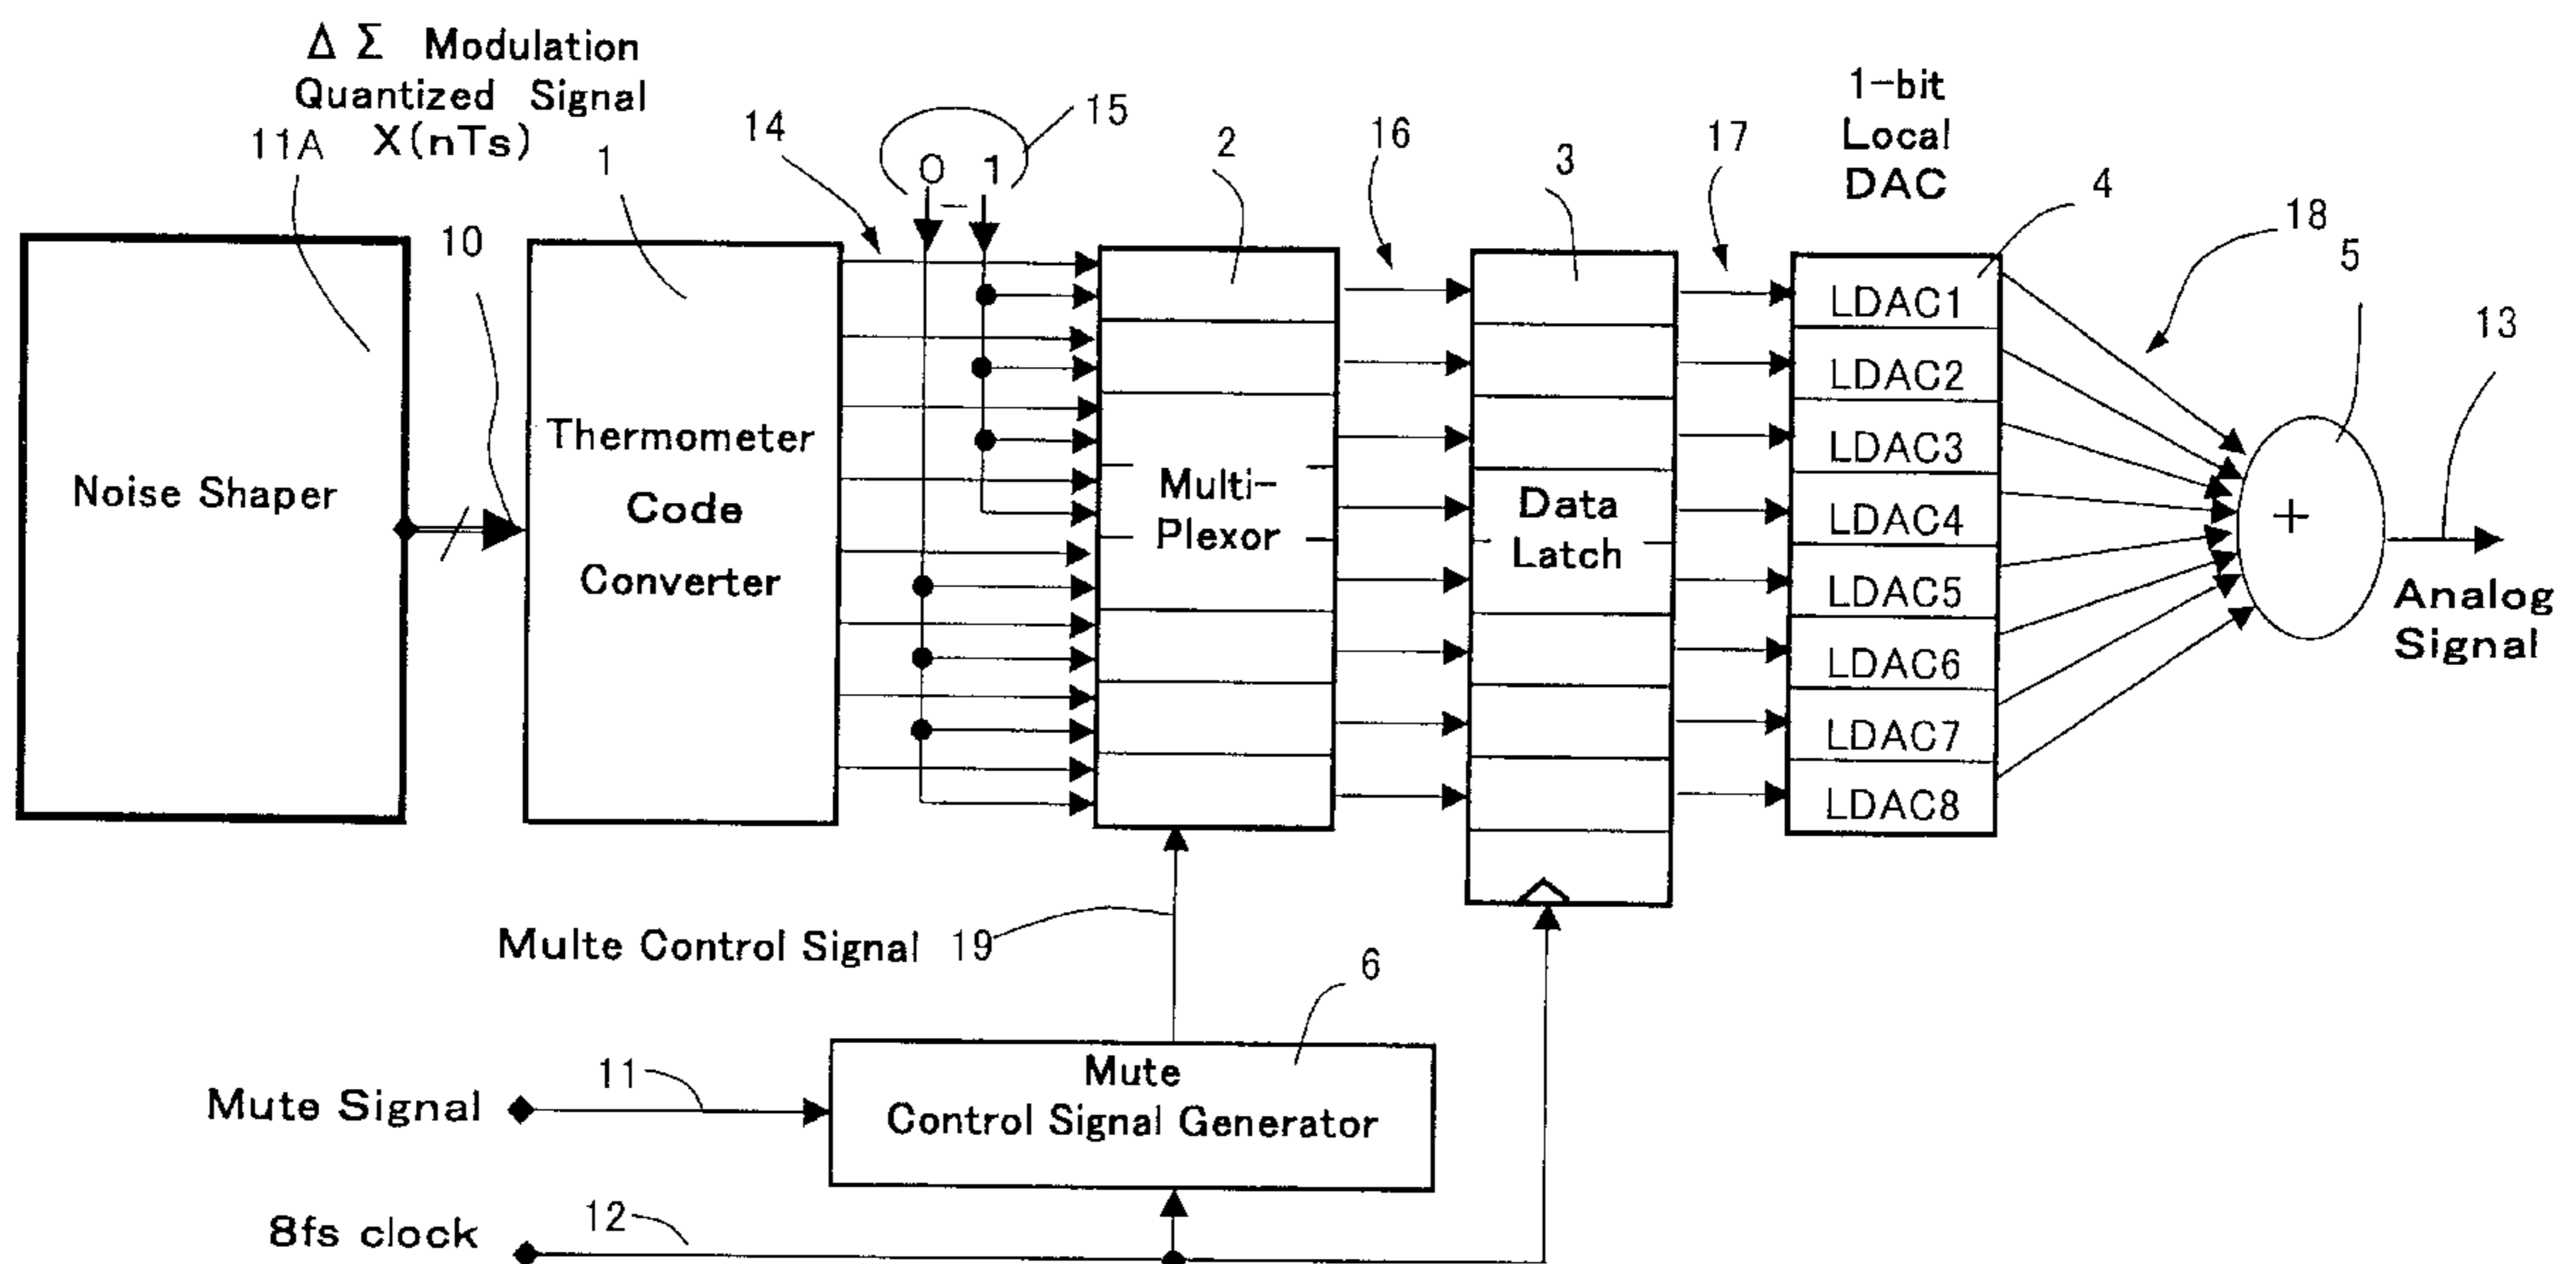 Δ Σ Modulation
Quantized Signal
X(nTs)
11A
10
1
14
15
0 1
2
16
3
17
1-bit
Local
DAC
4
18
5
13
Noise Shaper
Thermometer
Code
Converter
Multi-
Plexor
Data
Latch
LDAC1
LDAC2
LDAC3
LDAC4
LDAC5
LDAC6
LDAC7
LDAC8
+
Analog
Signal
Multe Control Signal 19
6
Mute Signal
11
Mute
Control Signal Generator
8fs clock
12